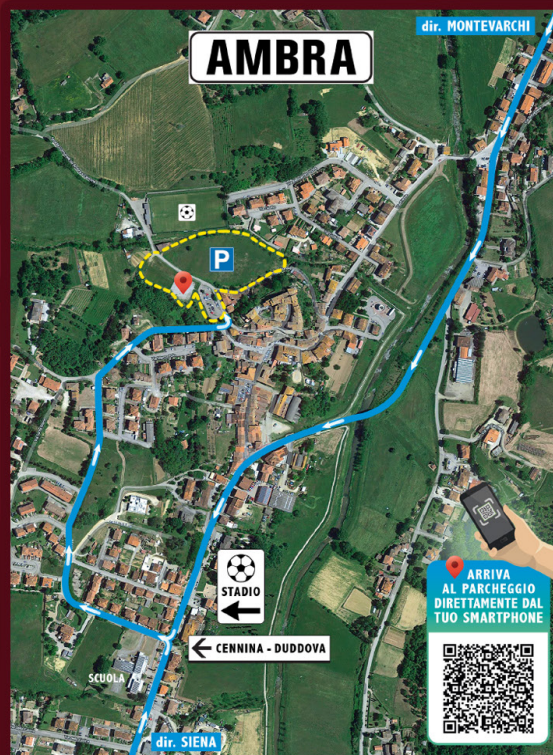 dir. MONTEVARCHI
AMBRA
P
STADIO
CENNINA - DUDDOVA
SCUOLA
dir. SIENA
ARRIVA
AL PARCHEGGIO
DIRETTAMENTE DAL
TUO SMARTPHONE